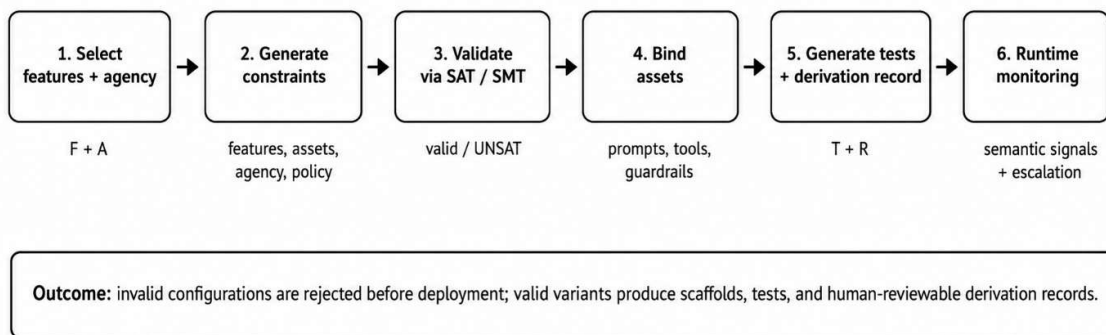 1. Select
features + agency
2. Generate
constraints
3. Validate
via SAT / SMT
4. Bind
assets
5. Generate tests
+ derivation record
6. Runtime
monitoring
F + A
features, assets,
agency, policy
valid / UNSAT
prompts, tools,
guardrails
T + R
semantic signals
+ escalation
Outcome: invalid configurations are rejected before deployment; valid variants produce scaffolds, tests, and human-reviewable derivation records.